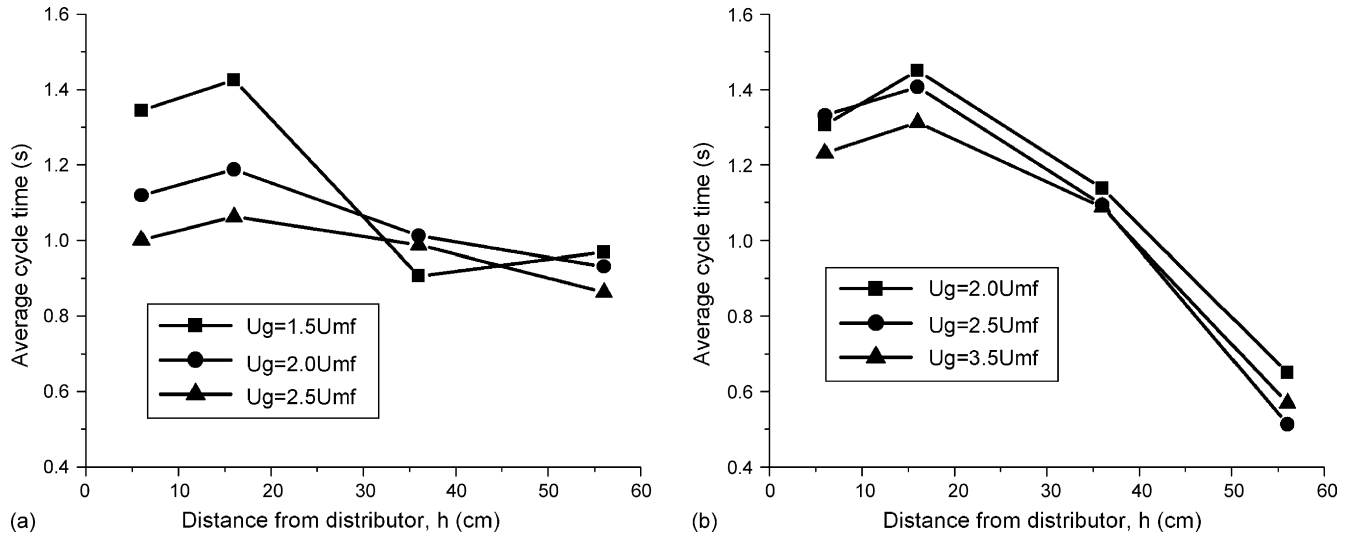 1.6
1.4
1.2
1.0
0.8
0.6
0.4
Average cycle time (s)
Ug=1.5Umf
Ug=2.0Umf
Ug=2.5Umf
0 10 20 30 40 50 60
(a) Distance from distributor, h (cm)
1.6
1.4
1.2
1.0
0.8
0.6
0.4
Average cycle time (s)
Ug=2.0Umf
Ug=2.5Umf
Ug=3.5Umf
0 10 20 30 40 50 60
(b) Distance from distributor, h (cm)